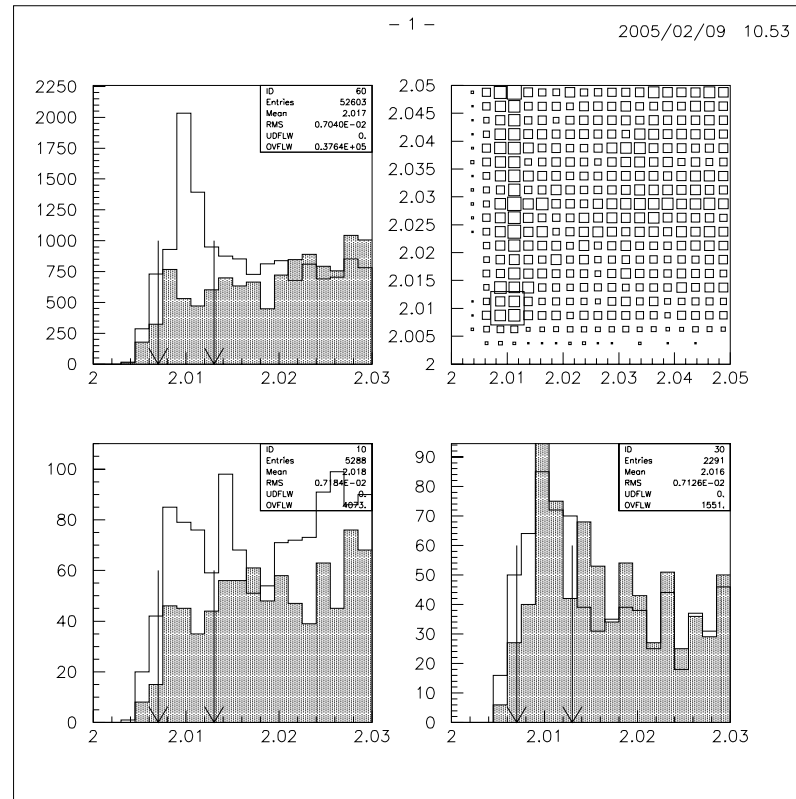 - 1 -
2005/02/09 10.53
2250
2000
1750
1500
1250
1000
750
500
250
0
2 2.01 2.02 2.03
ID 60
Entries 52603
Mean 2.017
RMS 0.7040E-02
UDFLW 0.
OVFLW 0.3764E+05
2.05
2.045
2.04
2.035
2.03
2.025
2.02
2.015
2.01
2.005
2
2 2.01 2.02 2.03 2.04 2.05
100
80
60
40
20
0
2 2.01 2.02 2.03
ID 10
Entries 5288
Mean 2.018
RMS 0.7184E-02
UDFLW 0.
OVFLW 4073.
90
80
70
60
50
40
30
20
10
0
2 2.01 2.02 2.03
ID 30
Entries 2291
Mean 2.016
RMS 0.7126E-02
UDFLW 0.
OVFLW 1551.